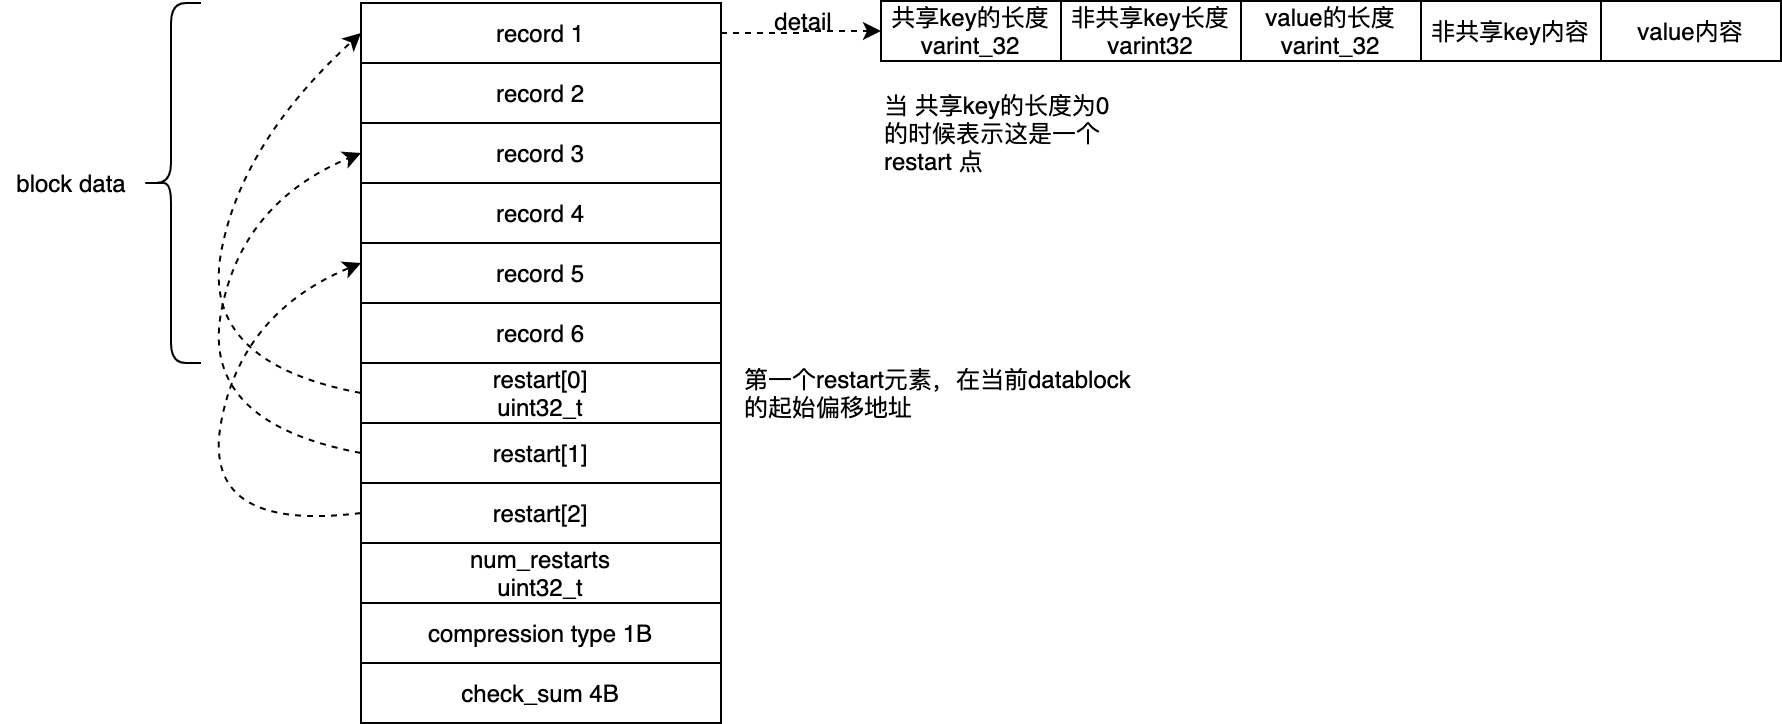 record 1
detail
共享key的长度
varint_32
非共享key长度
varint32
value的长度
varint_32
非共享key内容
value内容
record 2
当 共享key的长度为0
的时候表示这是一个
restart 点
record 3
block data
record 4
record 5
record 6
restart[0]
uint32_t
第一个restart元素，在当前datablock
的起始偏移地址
restart[1]
restart[2]
num_restarts
uint32_t
compression type 1B
check_sum 4B